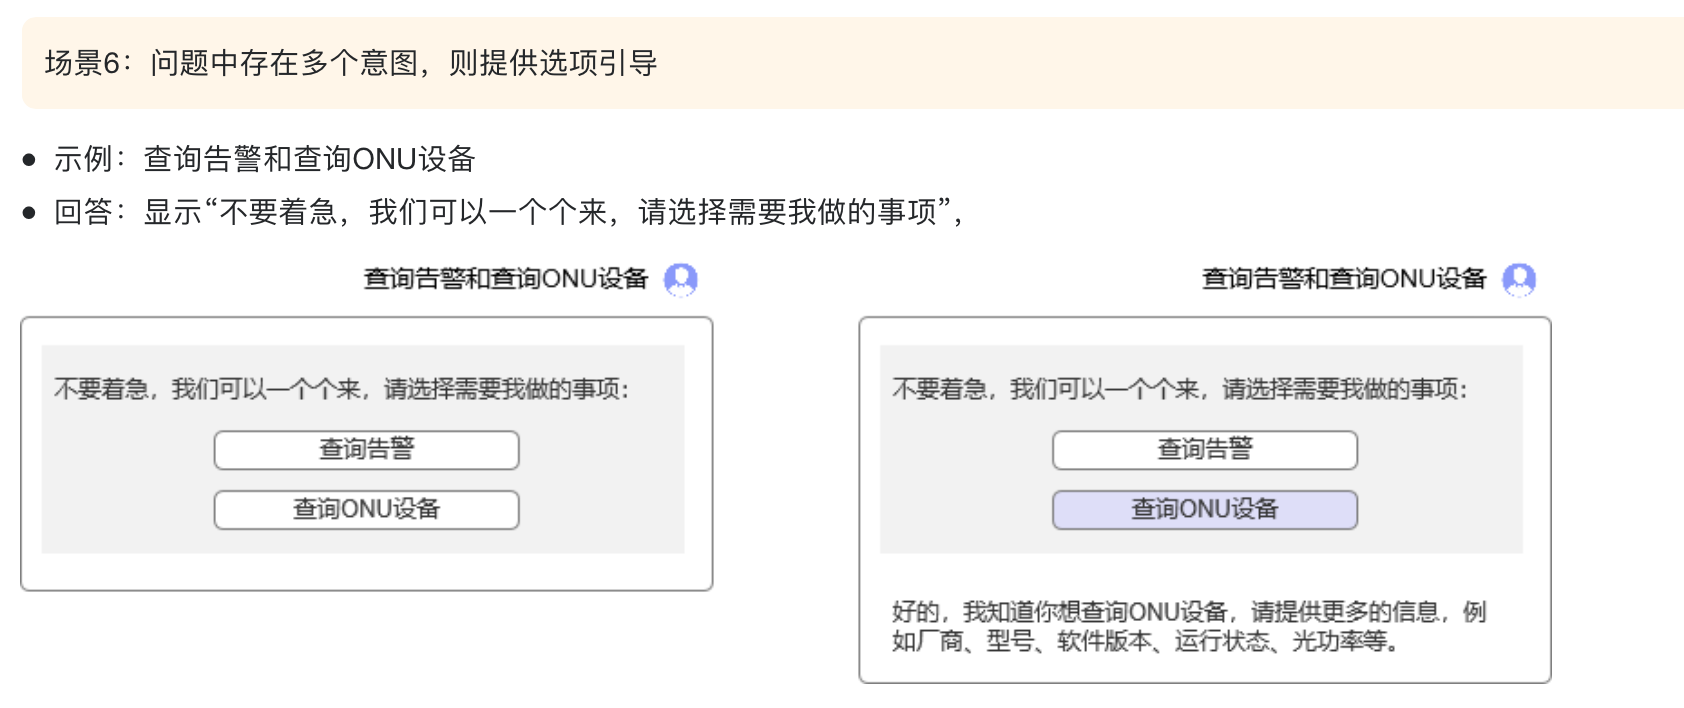 场景6：问题中存在多个意图，则提供选项引导
示例：查询告警和查询ONU设备
回答：显示“不要着急，我们可以一个个来，请选择需要我做的事项”，
查询告警和查询ONU设备
不要着急，我们可以一个个来，请选择需要我做的事项：
查询告警
查询ONU设备
查询告警和查询ONU设备
不要着急，我们可以一个个来，请选择需要我做的事项：
查询告警
查询ONU设备
好的，我知道你想查询ONU设备，请提供更多的信息，例
如厂商、型号、软件版本、运行状态、光功率等。